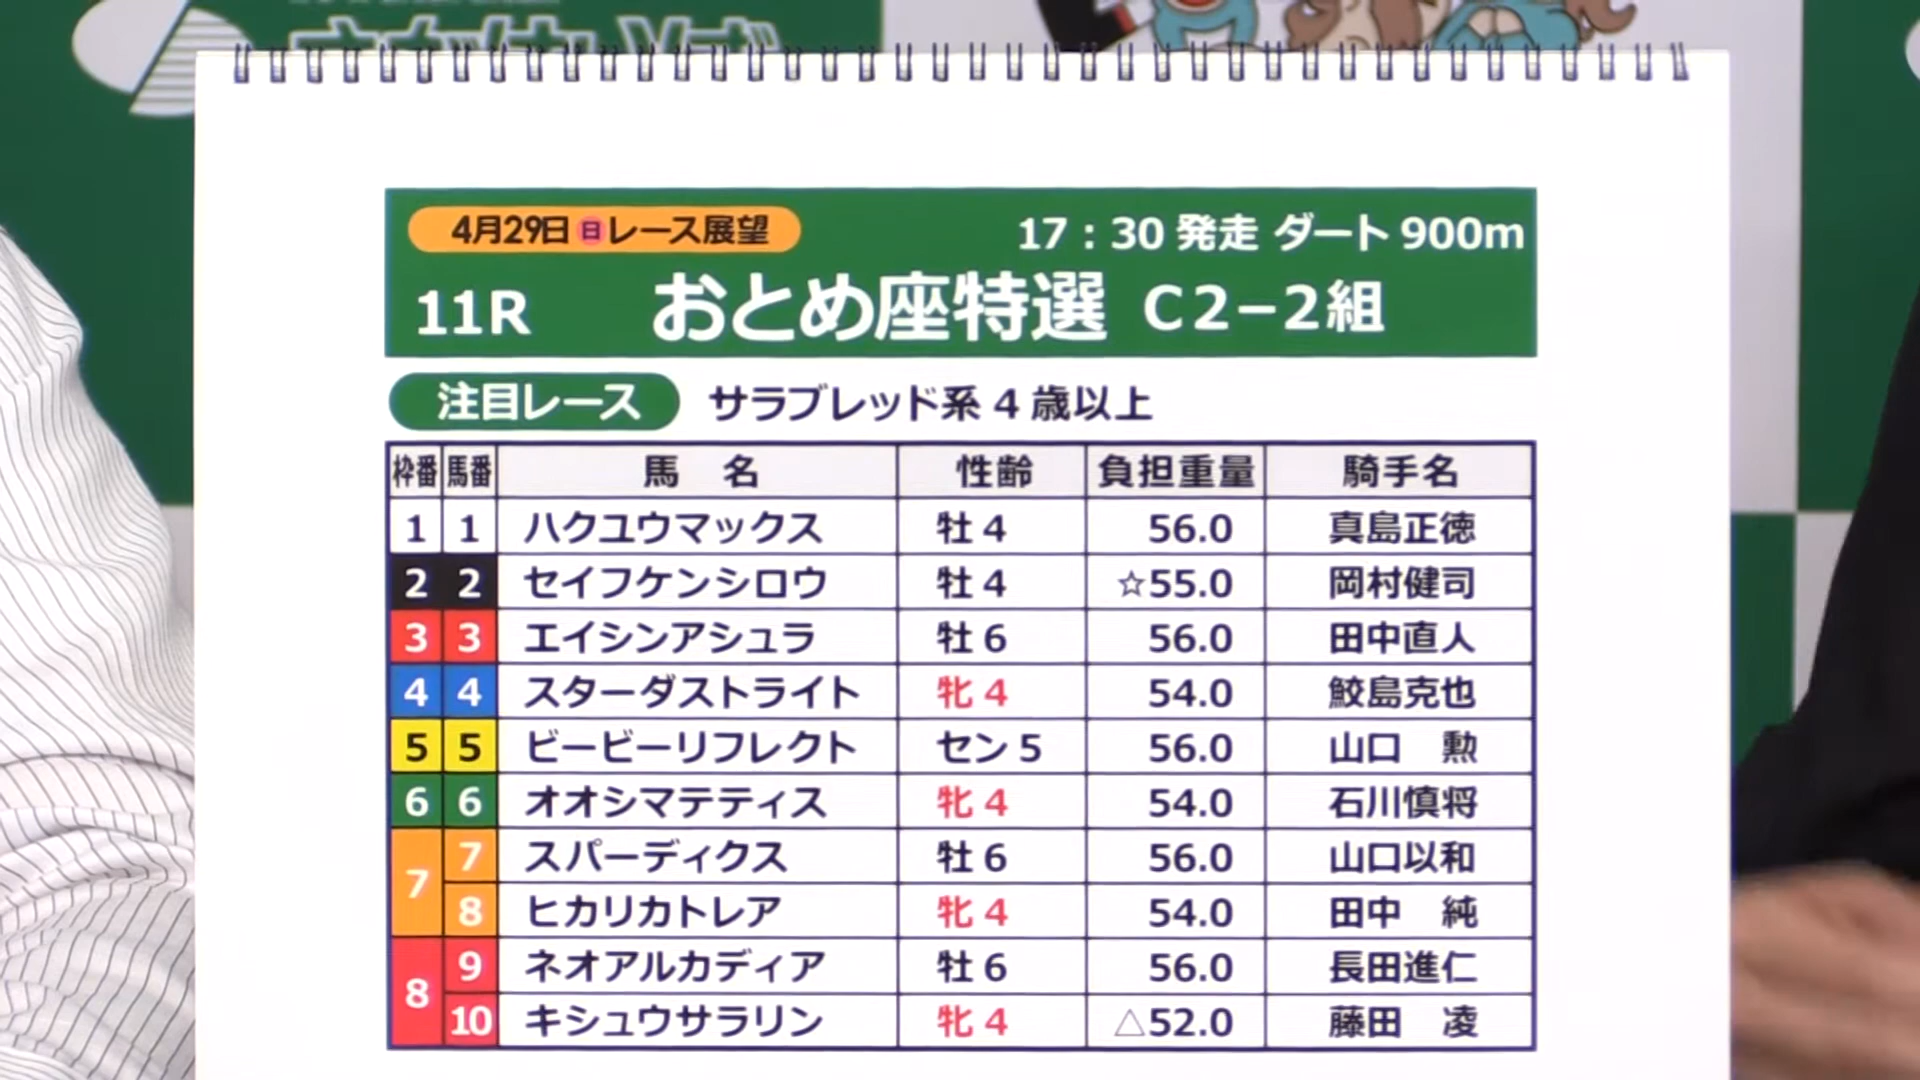 4月29日 日 レース展望
17：30 発走 ダート 900m
11R おとめ座特選 C2－2組
注目レース サラブレッド系 4 歳以上
枠番 馬番 馬 名 性齢 負担重量 騎手名
1 1 ハクユウマックス 牡 4 56.0 真島正徳
2 2 セイフケンシロウ 牡 4 ☆55.0 岡村健司
3 3 エイシンアシュラ 牡 6 56.0 田中直人
4 4 スターダストライト 牝 4 54.0 鮫島克也
5 5 ビービーリフレクト セン 5 56.0 山口 勲
6 6 オオシマテティス 牝 4 54.0 石川慎将
7 7 スパーディクス 牡 6 56.0 山口以和
8 ヒカリカトレア 牝 4 54.0 田中 純
8 9 ネオアルカディア 牡 6 56.0 長田進仁
10 キシュウサラリン 牝 4 △52.0 藤田 凌